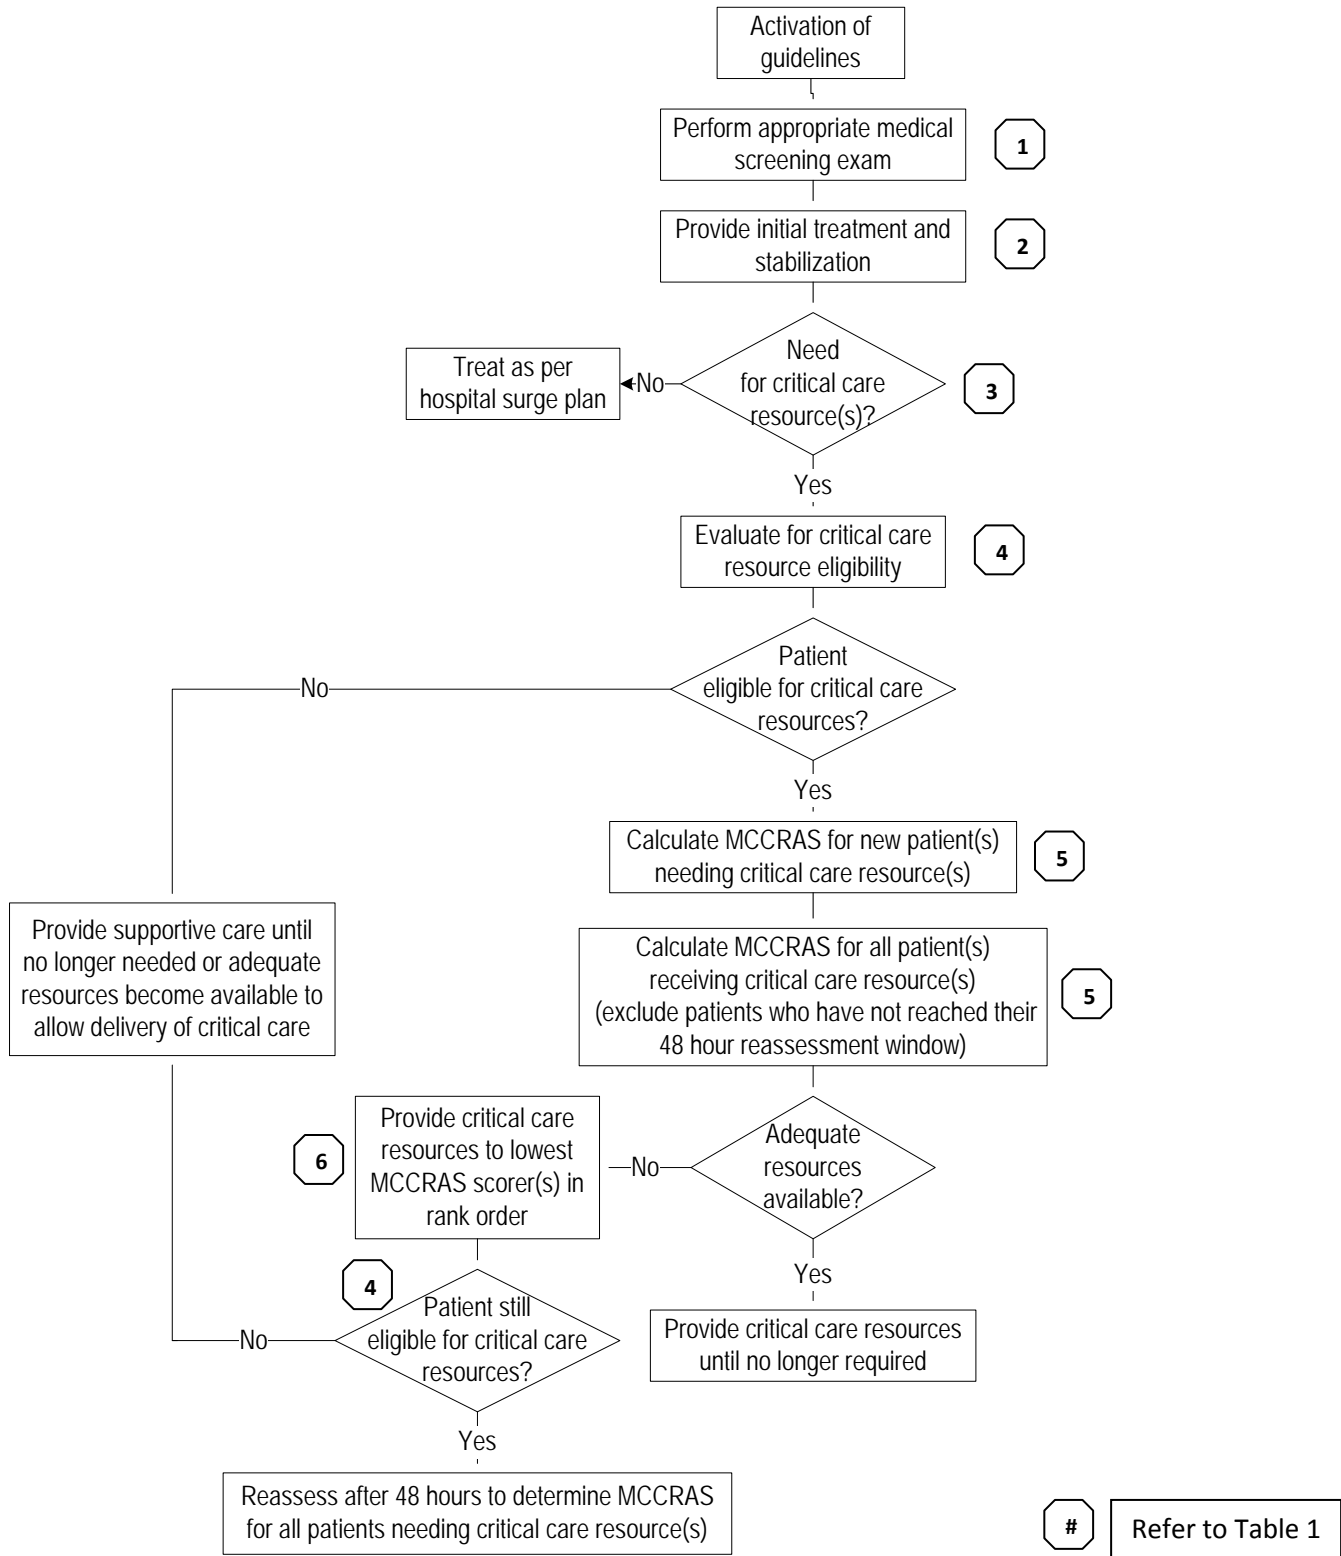 Activation of
guidelines
Perform appropriate medical
screening exam
1
Provide initial treatment and
stabilization
2
Need
for critical care
resource(s)?
3
No
Treat as per
hospital surge plan
Yes
Evaluate for critical care
resource eligibility
4
Patient
eligible for critical care
resources?
No
Yes
Calculate MCCRAS for new patient(s)
needing critical care resource(s)
5
Provide supportive care until
no longer needed or adequate
resources become available to
allow delivery of critical care
Calculate MCCRAS for all patient(s)
receiving critical care resource(s)
(exclude patients who have not reached their
48 hour reassessment window)
5
Adequate
resources
available?
No
Provide critical care
resources to lowest
MCCRAS scorer(s) in
rank order
6
Yes
Provide critical care resources
until no longer required
4
Patient still
eligible for critical care
resources?
No
Yes
Reassess after 48 hours to determine MCCRAS
for all patients needing critical care resource(s)
#
Refer to Table 1